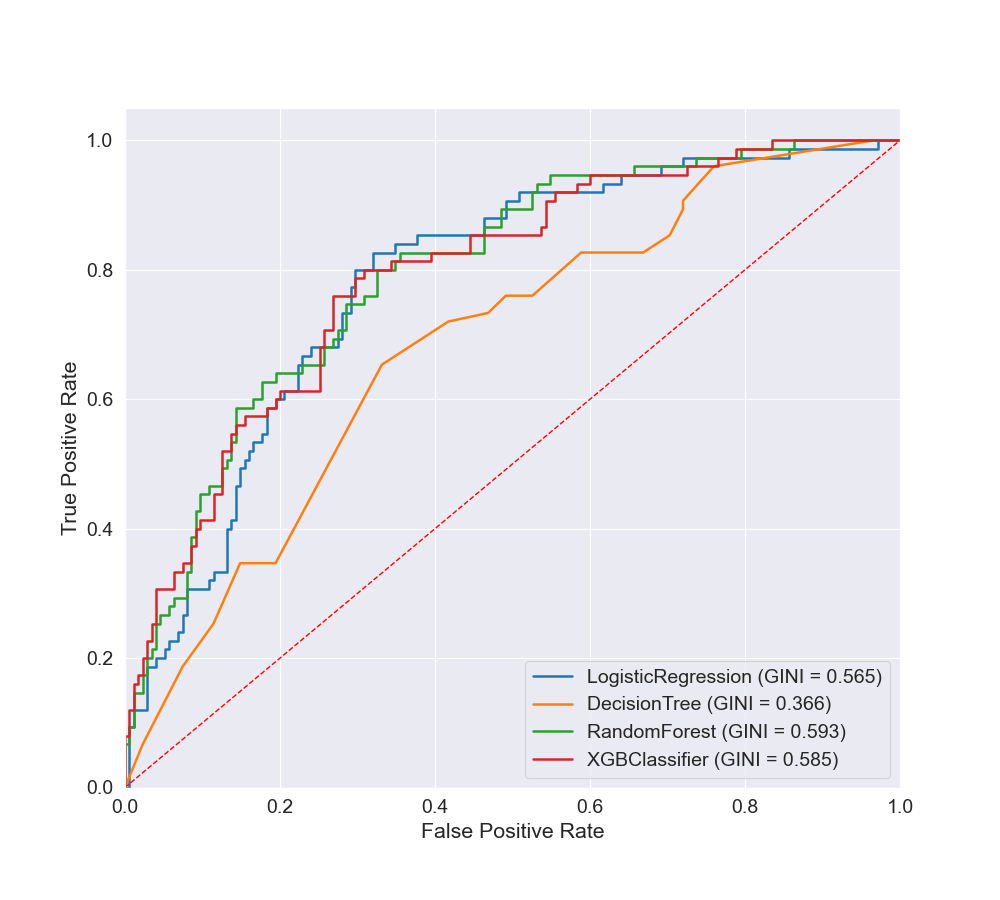 1.0
0.8
0.6
0.4
0.2
0.0
True Positive Rate
0.0 0.2 0.4 0.6 0.8 1.0
False Positive Rate
LogisticRegression (GINI = 0.565)
DecisionTree (GINI = 0.366)
RandomForest (GINI = 0.593)
XGBClassifier (GINI = 0.585)